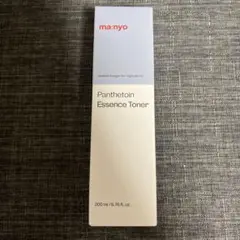 ma:nyo
Panthetoin
Essence Toner
200 ml / 6.76 fl. oz